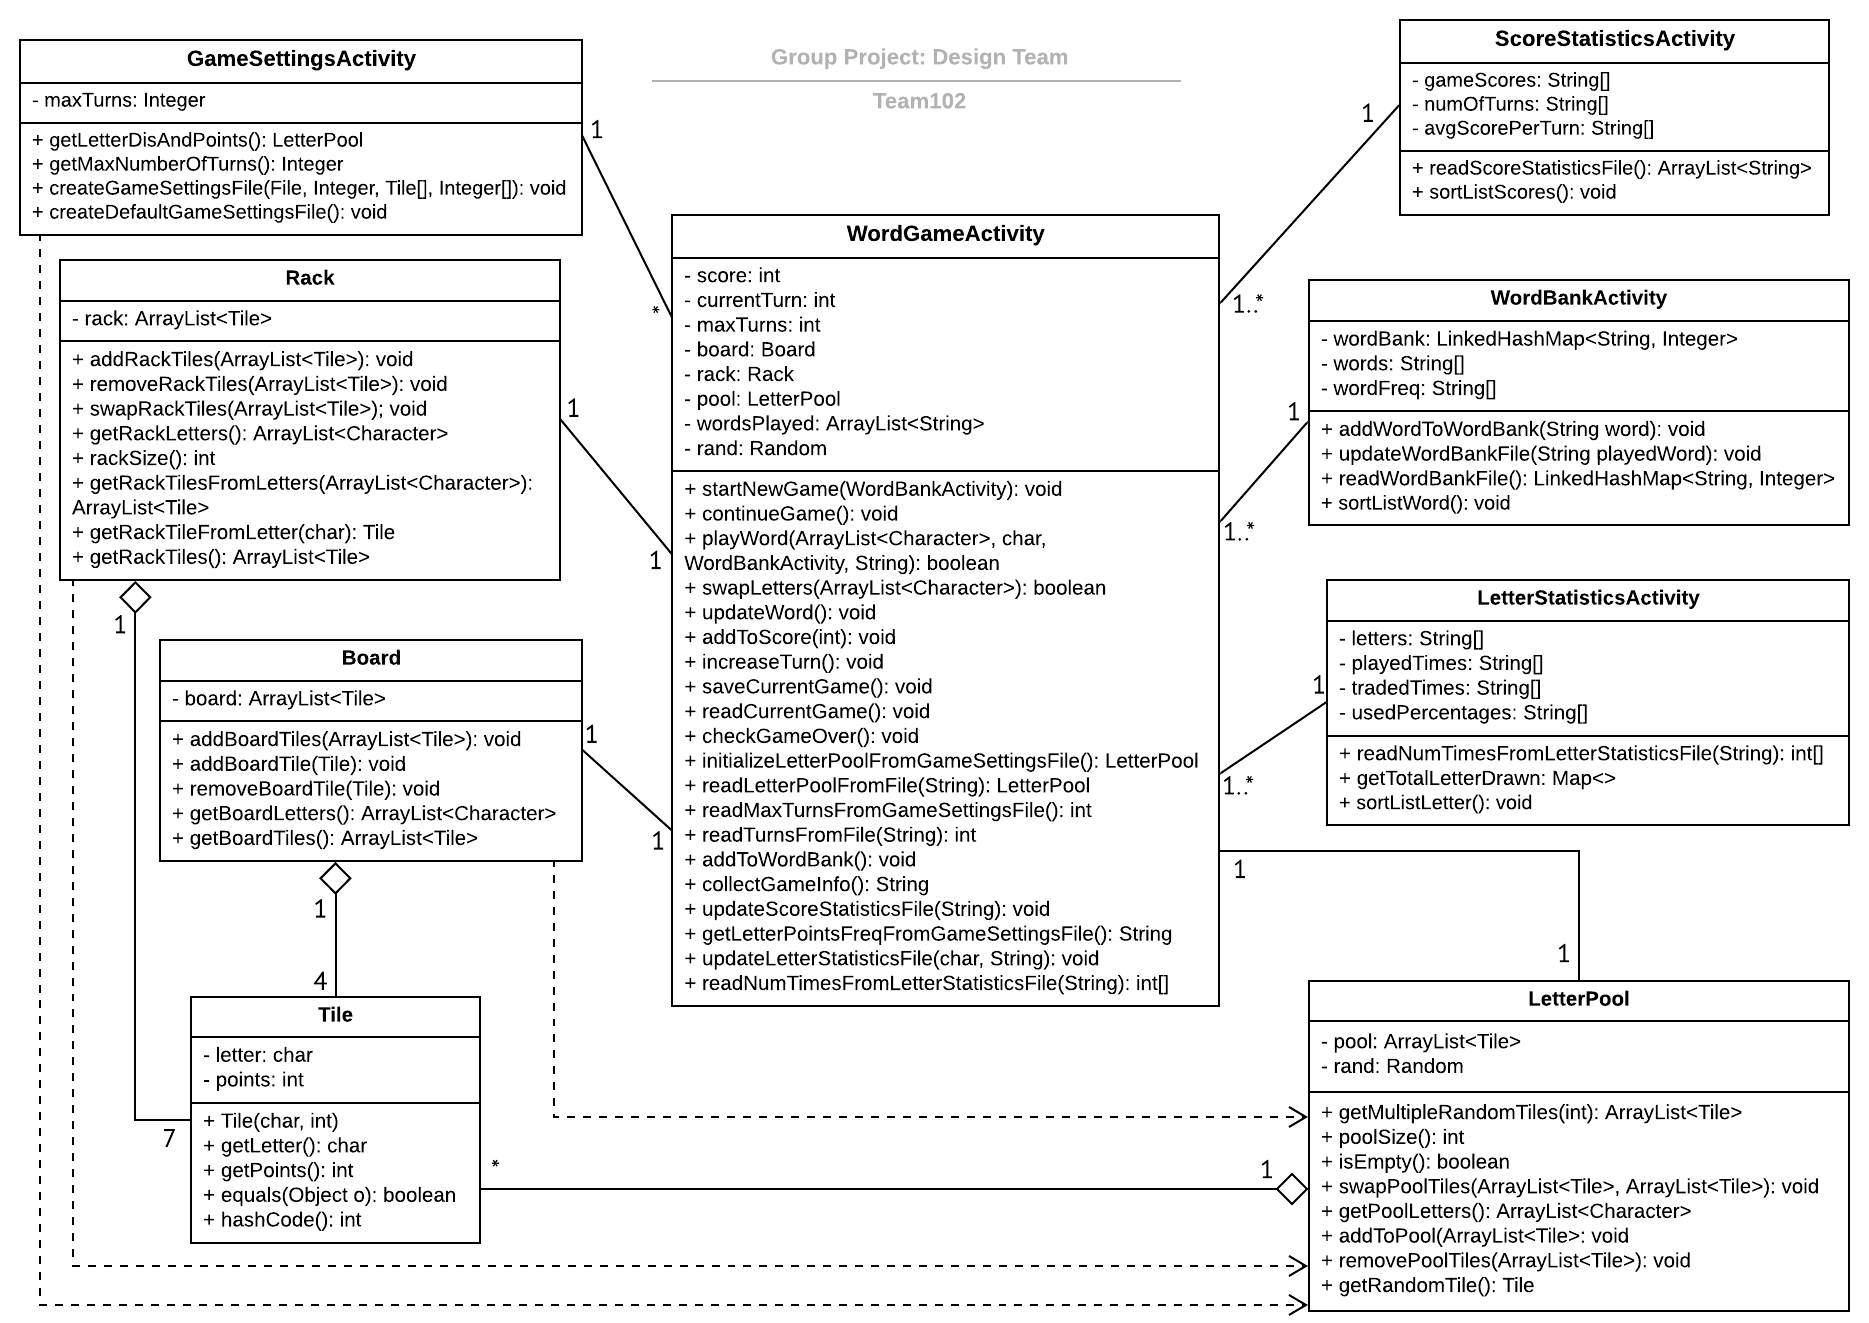 Group Project: Design Team
Team102
GameSettingsActivity
- maxTurns: Integer
+ getLetterDisAndPoints(): LetterPool
+ getMaxNumberOfTurns(): Integer
+ createGameSettingsFile(File, Integer, Tile[], Integer[]): void
+ createDefaultGameSettingsFile(): void
1
*
Rack
- rack: ArrayList<Tile>
+ addRackTiles(ArrayList<Tile>): void
+ removeRackTiles(ArrayList<Tile>): void
+ swapRackTiles(ArrayList<Tile>); void
+ getRackLetters(): ArrayList<Character>
+ rackSize(): int
+ getRackTilesFromLetters(ArrayList<Character>):
ArrayList<Tile>
+ getRackTileFromLetter(char): Tile
+ getRackTiles(): ArrayList<Tile>
1
1
1
7
Board
- board: ArrayList<Tile>
+ addBoardTiles(ArrayList<Tile>): void
+ addBoardTile(Tile): void
+ removeBoardTile(Tile): void
+ getBoardLetters(): ArrayList<Character>
+ getBoardTiles(): ArrayList<Tile>
1
1
1
4
Tile
- letter: char
- points: int
+ Tile(char, int)
+ getLetter(): char
+ getPoints(): int
+ equals(Object o): boolean
+ hashCode(): int
*
1
WordGameActivity
- score: int
- currentTurn: int
- maxTurns: int
- board: Board
- rack: Rack
- pool: LetterPool
- wordsPlayed: ArrayList<String>
- rand: Random
+ startNewGame(WordBankActivity): void
+ continueGame(): void
+ playWord(ArrayList<Character>, char,
WordBankActivity, String): boolean
+ swapLetters(ArrayList<Character>): boolean
+ updateWord(): void
+ addToScore(int): void
+ increaseTurn(): void
+ saveCurrentGame(): void
+ readCurrentGame(): void
+ checkGameOver(): void
+ initializeLetterPoolFromGameSettingsFile(): LetterPool
+ readLetterPoolFromFile(String): LetterPool
+ readMaxTurnsFromGameSettingsFile(): int
+ readTurnsFromFile(String): int
+ addToWordBank(): void
+ collectGameInfo(): String
+ updateScoreStatisticsFile(String): void
+ getLetterPointsFreqFromGameSettingsFile(): String
+ updateLetterStatisticsFile(char, String): void
+ readNumTimesFromLetterStatisticsFile(String): int[]
ScoreStatisticsActivity
- gameScores: String[]
- numOfTurns: String[]
- avgScorePerTurn: String[]
+ readScoreStatisticsFile(): ArrayList<String>
+ sortListScores(): void
1
1..*
WordBankActivity
- wordBank: LinkedHashMap<String, Integer>
- words: String[]
- wordFreq: String[]
+ addWordToWordBank(String word): void
+ updateWordBankFile(String playedWord): void
+ readWordBankFile(): LinkedHashMap<String, Integer>
+ sortListWord(): void
1
1..*
LetterStatisticsActivity
- letters: String[]
- playedTimes: String[]
- tradedTimes: String[]
- usedPercentages: String[]
+ readNumTimesFromLetterStatisticsFile(String): int[]
+ getTotalLetterDrawn: Map<>
+ sortListLetter(): void
1
1..*
1
1
LetterPool
- pool: ArrayList<Tile>
- rand: Random
+ getMultipleRandomTiles(int): ArrayList<Tile>
+ poolSize(): int
+ isEmpty(): boolean
+ swapPoolTiles(ArrayList<Tile>, ArrayList<Tile>): void
+ getPoolLetters(): ArrayList<Character>
+ addToPool(ArrayList<Tile>: void
+ removePoolTiles(ArrayList<Tile>): void
+ getRandomTile(): Tile